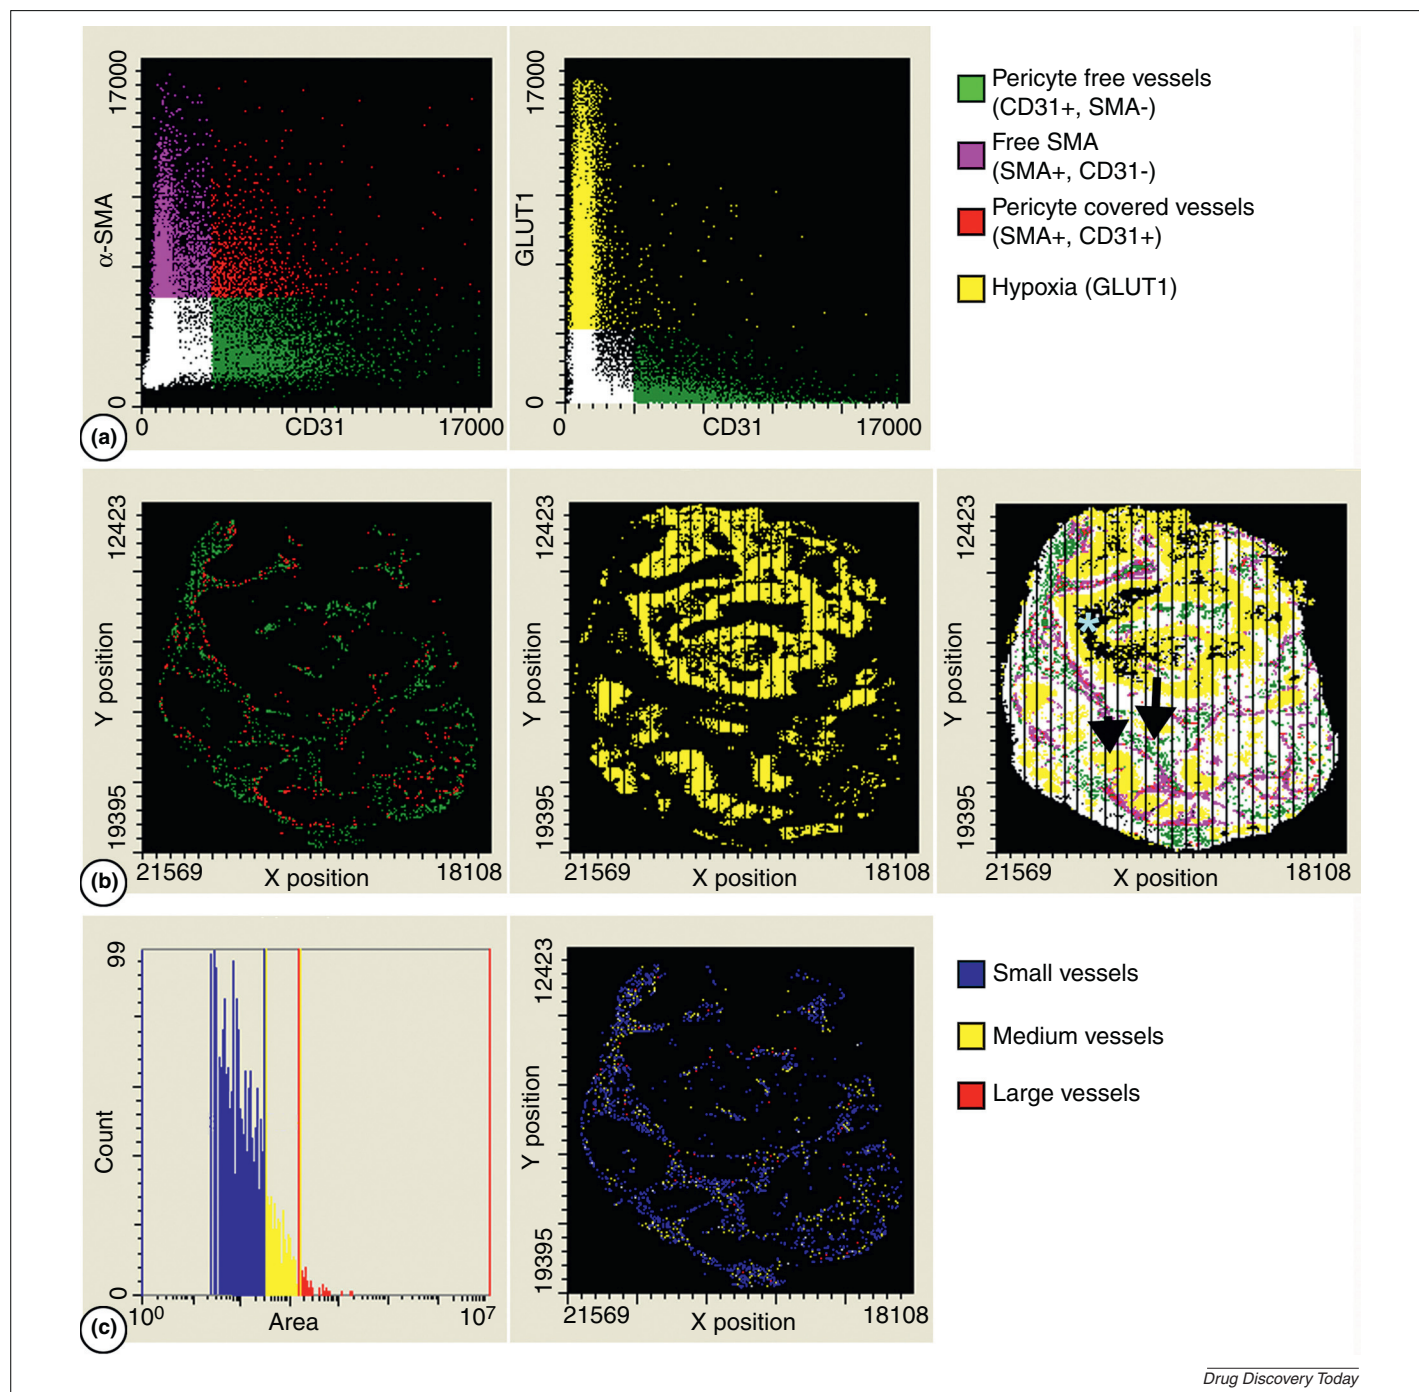 17000
α-SMA
0
0
CD31
17000
(a)
17000
GLUT1
0
0
CD31
17000
Pericyte free vessels
(CD31+, SMA-)
Free SMA
(SMA+, CD31-)
Pericyte covered vessels
(SMA+, CD31+)
Hypoxia (GLUT1)
12423
Y position
19395
21569
X position
18108
(b)
12423
Y position
19395
21569
X position
18108
12423
Y position
19395
21569
X position
18108
*
99
Count
0
10⁰
Area
10⁷
(c)
12423
Y position
19395
21569
X position
18108
Small vessels
Medium vessels
Large vessels
Drug Discovery Today